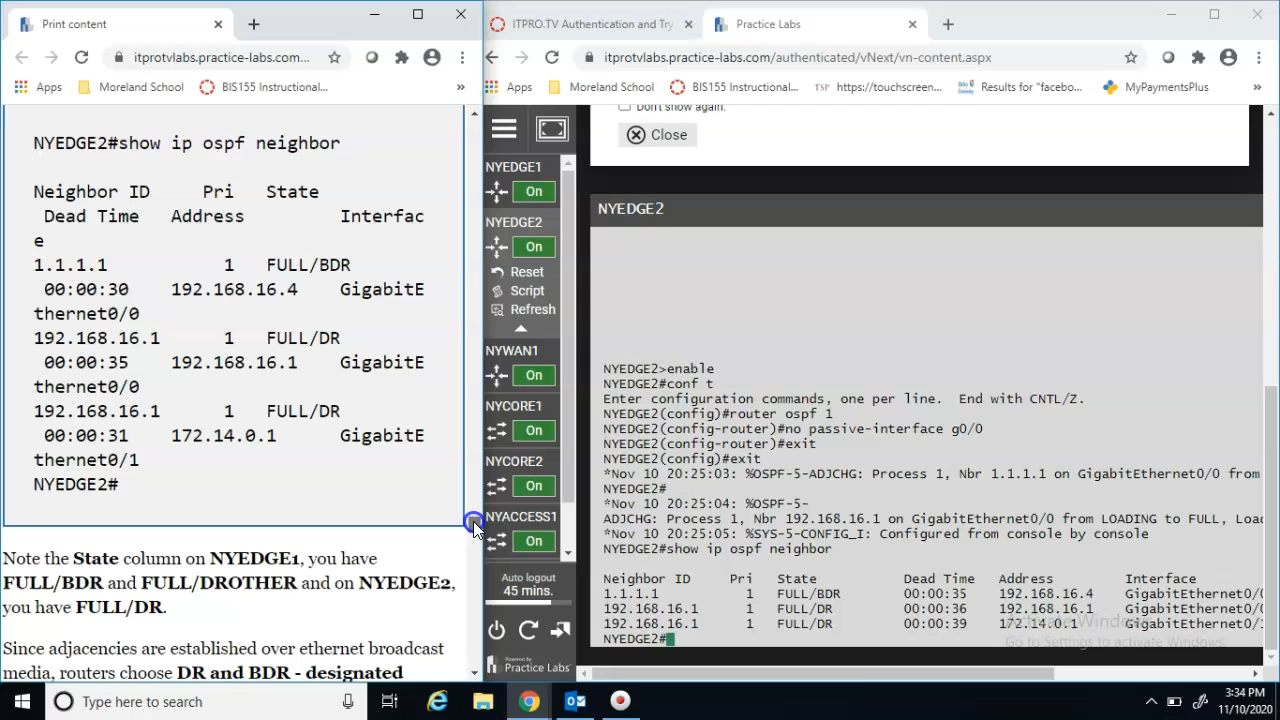 Print content
itprotvlabs.practice-labs.com...
Apps
Moreland School
BIS155 Instructional...
»
NYEDGE2#show ip ospf neighbor
Neighbor ID Pri State
Dead Time Address Interfac
e
1.1.1.1 1 FULL/BDR
00:00:30 192.168.16.4 GigabitE
thernet0/0
192.168.16.1 1 FULL/DR
00:00:35 192.168.16.1 GigabitE
thernet0/0
192.168.16.1 1 FULL/DR
00:00:31 172.14.0.1 GigabitE
thernet0/1
NYEDGE2#
Note the State column on NYEDGE1, you have
FULL/BDR and FULL/DROTHER and on NYEDGE2,
you have FULL/DR.
Since adjacencies are established over ethernet broadcast
media, routers choose DR and BDR - designated
ITPRO.TV Authentication and Try
Practice Labs
itprotvlabs.practice-labs.com/authenticated/vNext/vn-content.aspx
Apps
Moreland School
BIS155 Instructional...
TSP https://touchscreen...
Results for "facebo...
MyPaymentsPlus
»
Don't show again.
Close
NYEDGE1
On
NYEDGE2
On
Reset
Script
Refresh
NYWAN1
On
NYCORE1
On
NYCORE2
On
NYACCESS1
On
Auto logout
45 mins.
Powered by
Practice Labs
NYEDGE2
NYEDGE2>enable
NYEDGE2#conf t
Enter configuration commands, one per line. End with CNTL/Z.
NYEDGE2(config)#router ospf 1
NYEDGE2(config-router)#no passive-interface g0/0
NYEDGE2(config-router)#exit
NYEDGE2(config)#exit
*Nov 10 20:25:03: %OSPF-5-ADJCHG: Process 1, Nbr 1.1.1.1 on GigabitEthernet0/0 from
NYEDGE2#
*Nov 10 20:25:04: %OSPF-5-
ADJCHG: Process 1, Nbr 192.168.16.1 on GigabitEthernet0/0 from LOADING to FULL, Loa
*Nov 10 20:25:05: %SYS-5-CONFIG_I: Configured from console by console
NYEDGE2#show ip ospf neighbor
Neighbor ID Pri State Dead Time Address Interface
1.1.1.1 1 FULL/BDR 00:00:35 192.168.16.4 GigabitEthernet0/0
192.168.16.1 1 FULL/DR 00:00:36 192.168.16.1 GigabitEthernet0/0
192.168.16.1 1 FULL/DR 00:00:39 172.14.0.1 GigabitEthernet0/1
NYEDGE2#
Activate Windows
Go to Settings to activate Windows.
Type here to search
3:34 PM
11/10/2020